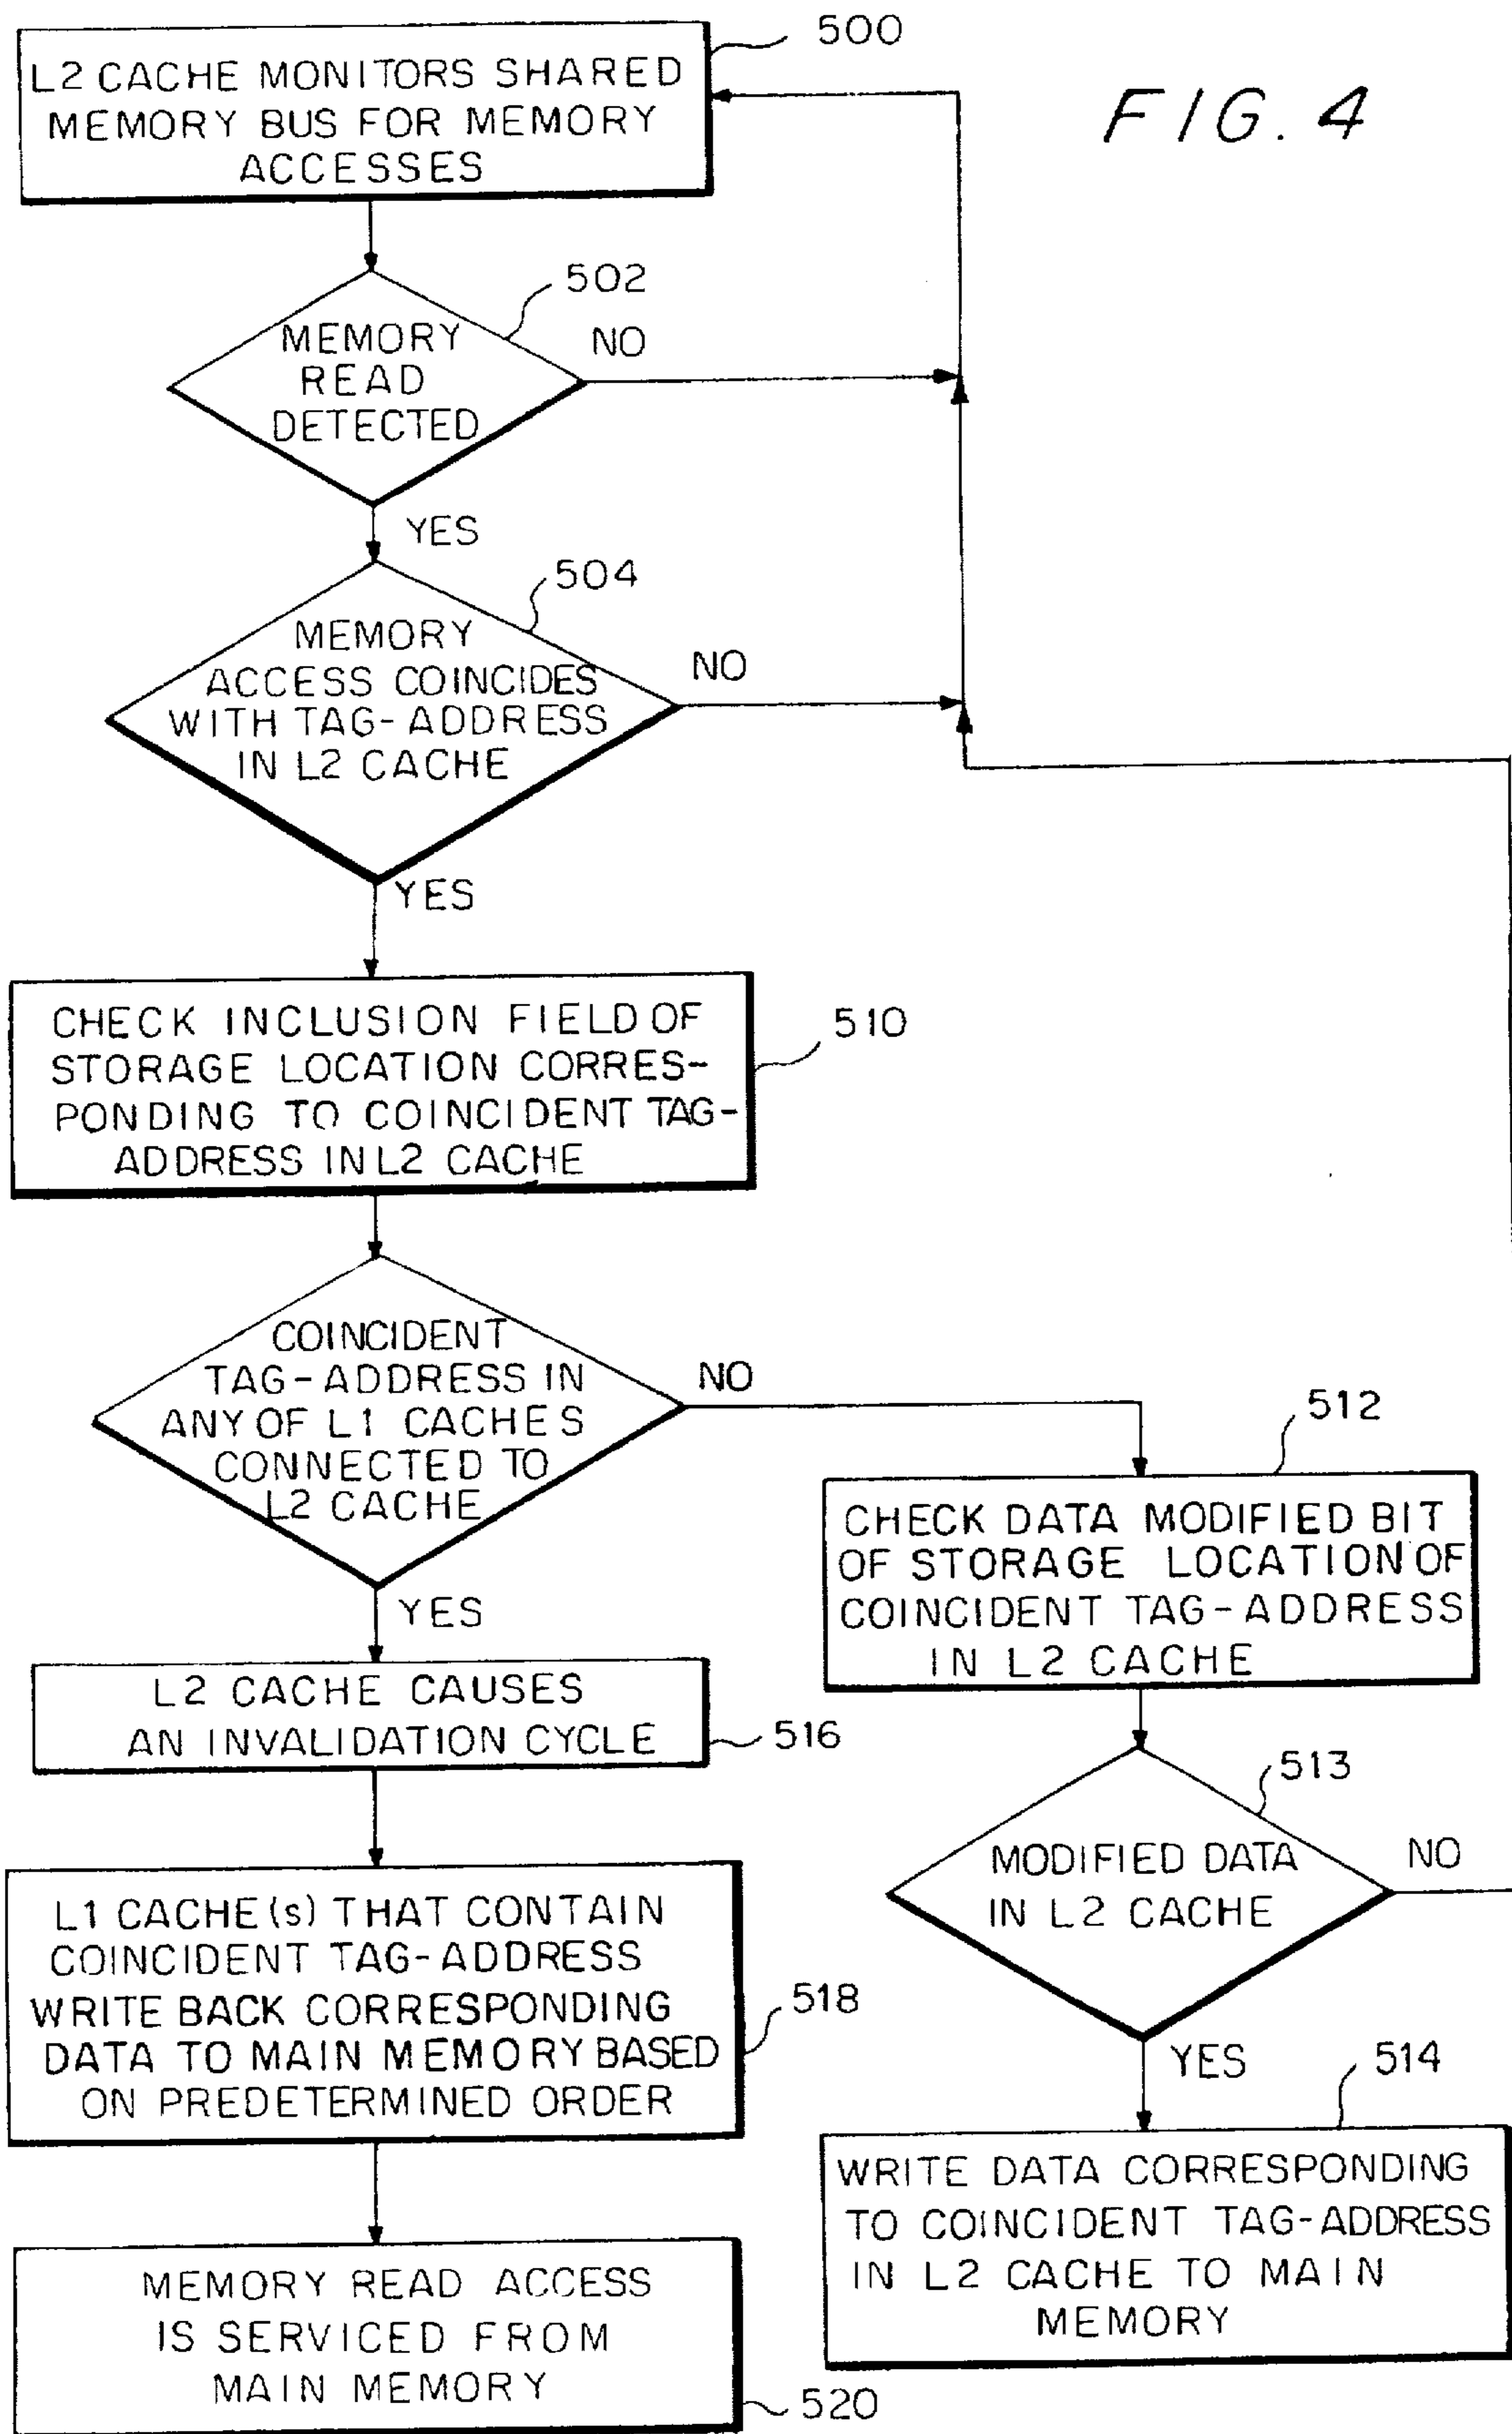 500
FIG. 4
L2 CACHE MONITORS SHARED
MEMORY BUS FOR MEMORY
ACCESSES
502
MEMORY
READ
DETECTED
NO
YES
504
MEMORY
ACCESS COINCIDES
WITH TAG-ADDRESS
IN L2 CACHE
NO
YES
510
CHECK INCLUSION FIELD OF
STORAGE LOCATION CORRES-
PONDING TO COINCIDENT TAG-
ADDRESS IN L2 CACHE
COINCIDENT
TAG-ADDRESS IN
ANY OF L1 CACHES
CONNECTED TO
L2 CACHE
NO
YES
512
CHECK DATA MODIFIED BIT
OF STORAGE LOCATION OF
COINCIDENT TAG-ADDRESS
IN L2 CACHE
L2 CACHE CAUSES
AN INVALIDATION CYCLE
516
513
MODIFIED DATA
IN L2 CACHE
NO
YES
L1 CACHE(s) THAT CONTAIN
COINCIDENT TAG-ADDRESS
WRITE BACK CORRESPONDING
DATA TO MAIN MEMORY BASED
ON PREDETERMINED ORDER
518
514
WRITE DATA CORRESPONDING
TO COINCIDENT TAG-ADDRESS
IN L2 CACHE TO MAIN
MEMORY
MEMORY READ ACCESS
IS SERVICED FROM
MAIN MEMORY
520